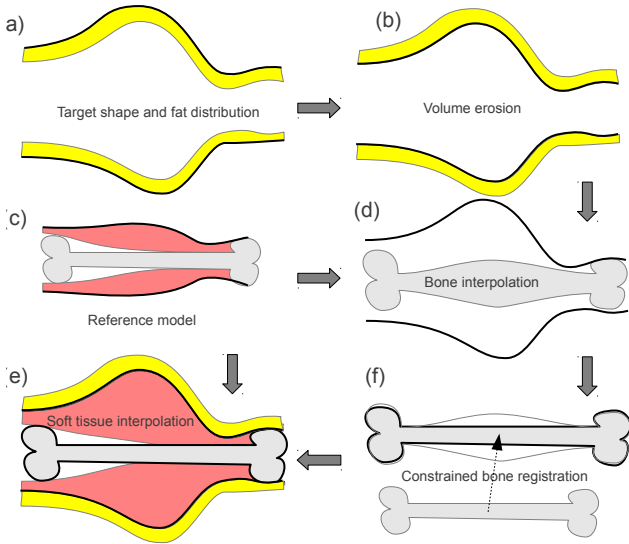 a)
Target shape and fat distribution
(b)
Volume erosion
(c)
Reference model
(d)
Bone interpolation
(e)
Soft tissue interpolation
(f)
Constrained bone registration